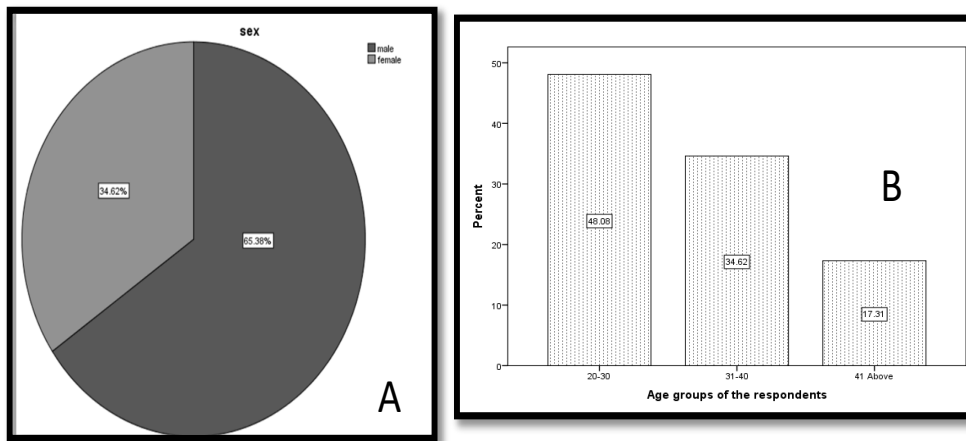 sex
male
female
34.62%
65.38%
A
Percent
50
40
30
20
10
0
48.08
34.62
17.31
B
20-30
31-40
41 Above
Age groups of the respondents